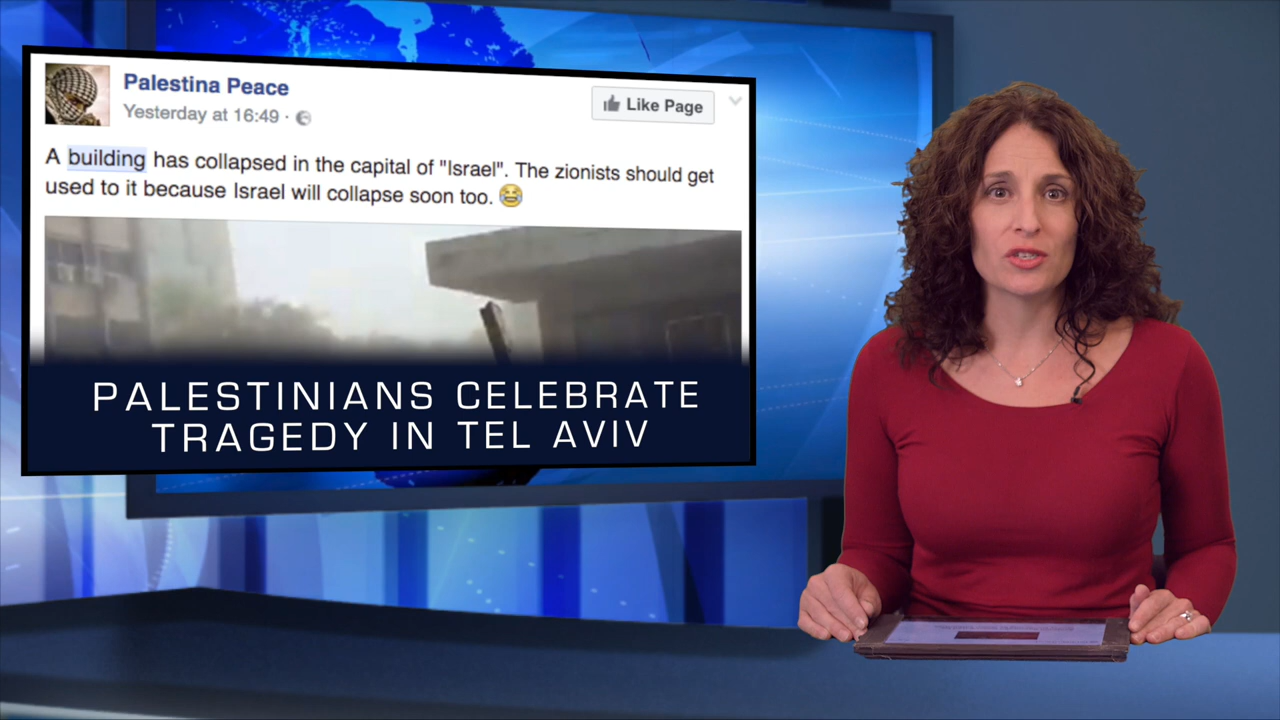 Palestina Peace
Yesterday at 16:49 ·
Like Page
A building has collapsed in the capital of "Israel". The zionists should get
used to it because Israel will collapse soon too. 😂
PALESTINIANS CELEBRATE
TRAGEDY IN TEL AVIV